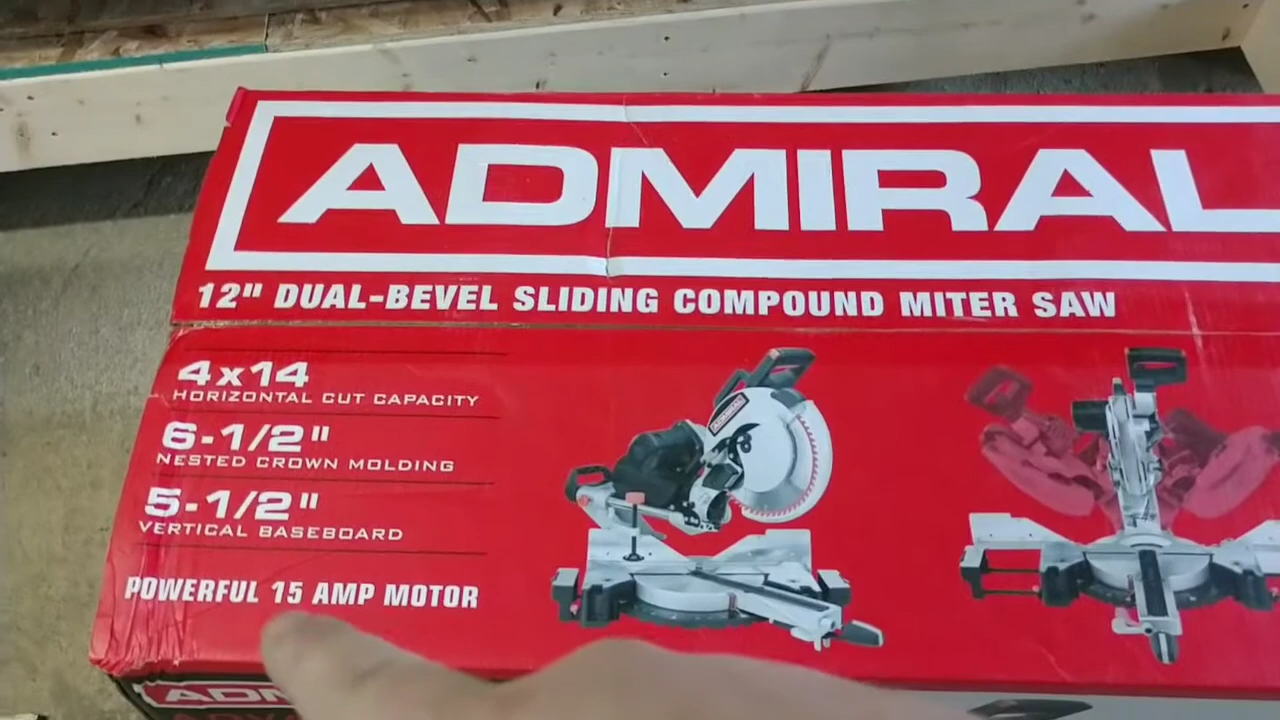 ADMIRAL
12" DUAL-BEVEL SLIDING COMPOUND MITER SAW
4x14
HORIZONTAL CUT CAPACITY
6-1/2"
NESTED CROWN MOLDING
5-1/2"
VERTICAL BASEBOARD
POWERFUL 15 AMP MOTOR
ADMIRAL